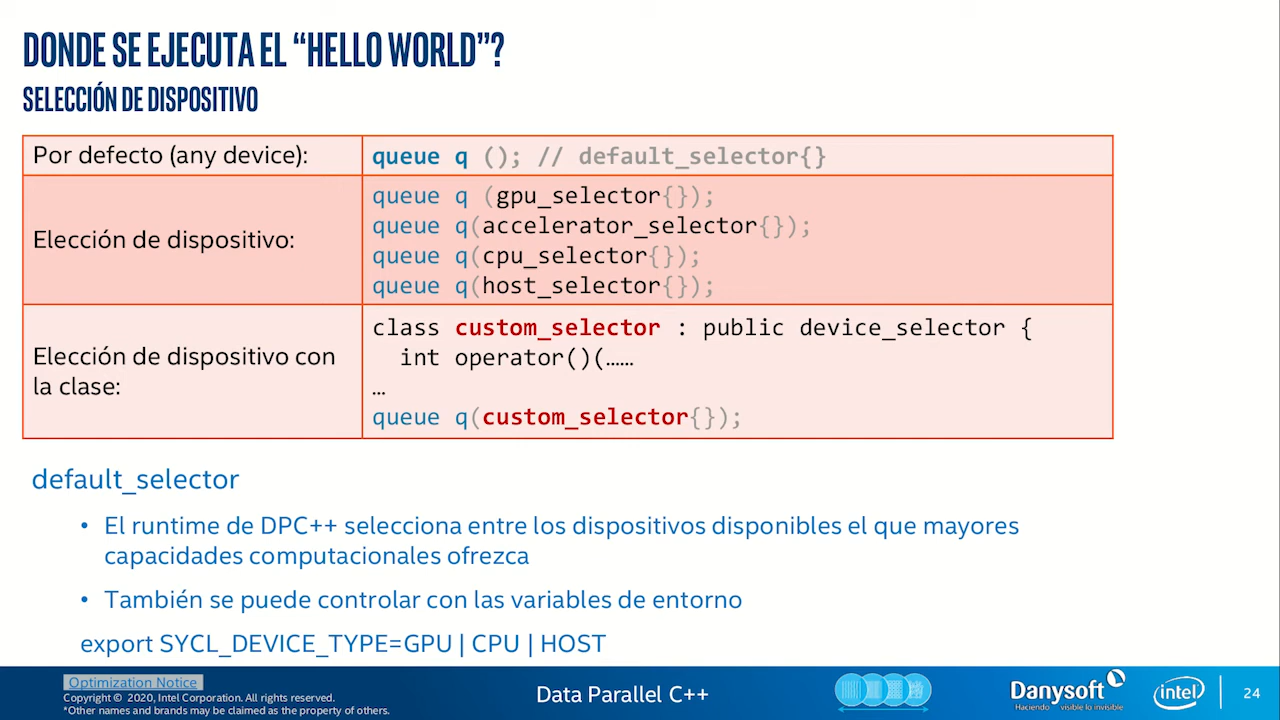 DONDE SE EJECUTA EL “HELLO WORLD”?
SELECCIÓN DE DISPOSITIVO
Por defecto (any device):
queue q (); // default_selector{}
Elección de dispositivo:
queue q (gpu_selector{});
queue q(accelerator_selector{});
queue q(cpu_selector{});
queue q(host_selector{});
Elección de dispositivo con
la clase:
class custom_selector : public device_selector {
int operator()(……
…
queue q(custom_selector{});
default_selector
• El runtime de DPC++ selecciona entre los dispositivos disponibles el que mayores
capacidades computacionales ofrezca
• También se puede controlar con las variables de entorno
export SYCL_DEVICE_TYPE=GPU | CPU | HOST
Optimization Notice
Copyright © 2020, Intel Corporation. All rights reserved.
*Other names and brands may be claimed as the property of others.
Data Parallel C++
Danysoft
Haciendo visible lo invisible
intel
24